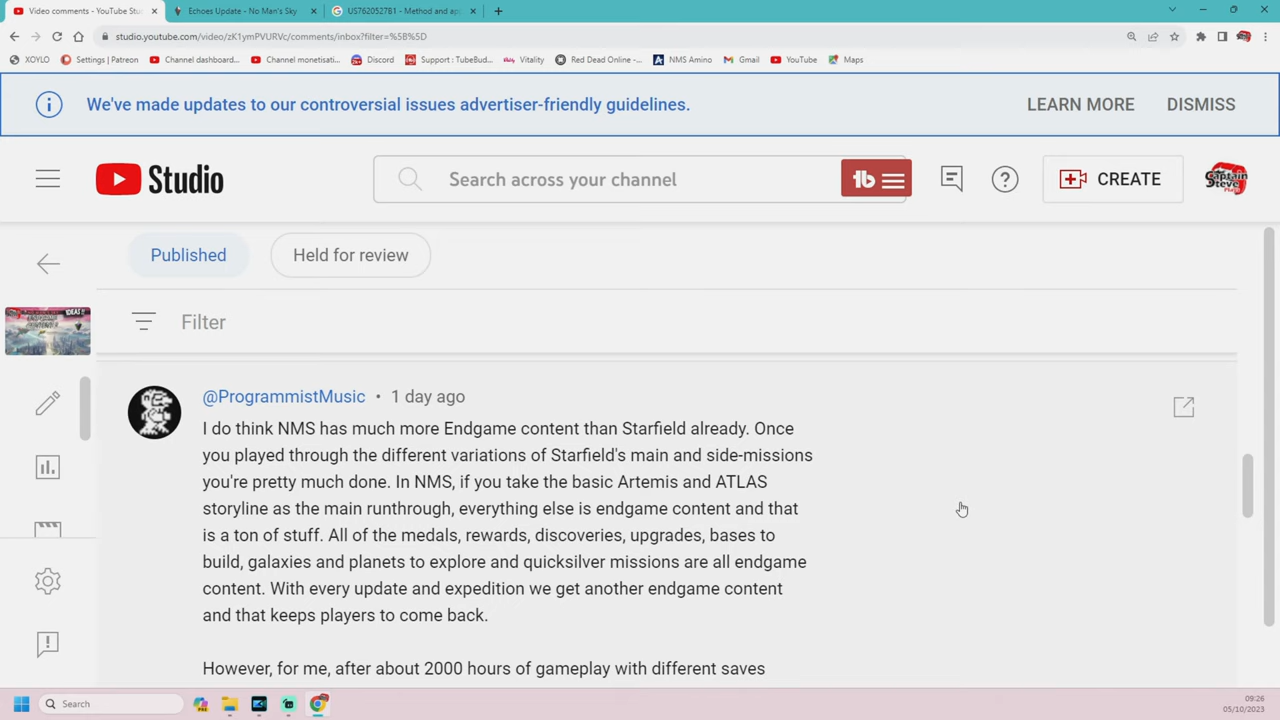 Video comments - YouTube Stu
Echoes Update - No Man's Sky
US7620527B1 - Method and ap
studio.youtube.com/video/zK1ymPVURVc/comments/inbox?filter=%5B%5D
XOYLO
Settings | Patreon
Channel dashboard...
Channel monetisati...
Discord
Support : TubeBud...
Vitality
Red Dead Online -...
NMS Amino
Gmail
YouTube
Maps
We've made updates to our controversial issues advertiser-friendly guidelines.
LEARN MORE
DISMISS
Studio
Search across your channel
tb
CREATE
Captain Steve
Published
Held for review
IDEAS
Filter
@ProgrammistMusic • 1 day ago
I do think NMS has much more Endgame content than Starfield already. Once
you played through the different variations of Starfield's main and side-missions
you're pretty much done. In NMS, if you take the basic Artemis and ATLAS
storyline as the main runthrough, everything else is endgame content and that
is a ton of stuff. All of the medals, rewards, discoveries, upgrades, bases to
build, galaxies and planets to explore and quicksilver missions are all endgame
content. With every update and expedition we get another endgame content
and that keeps players to come back.
However, for me, after about 2000 hours of gameplay with different saves
Search
09:26
05/10/2023